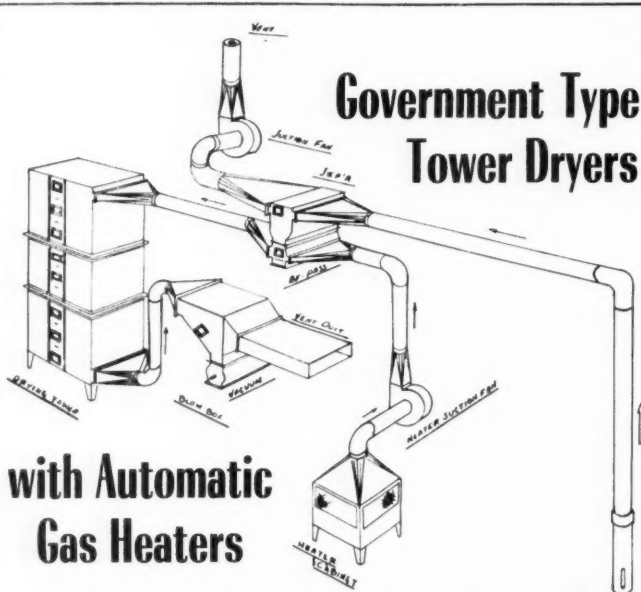 VENT
Government Type
Tower Dryers
SUCTION FAN
SEP'R
BY-PASS
VENT OUT
VACUUM
BLOW BOX
DRYING TOWER
HEATER SUCTION FAN
with Automatic
Gas Heaters
HEATER
CABINET